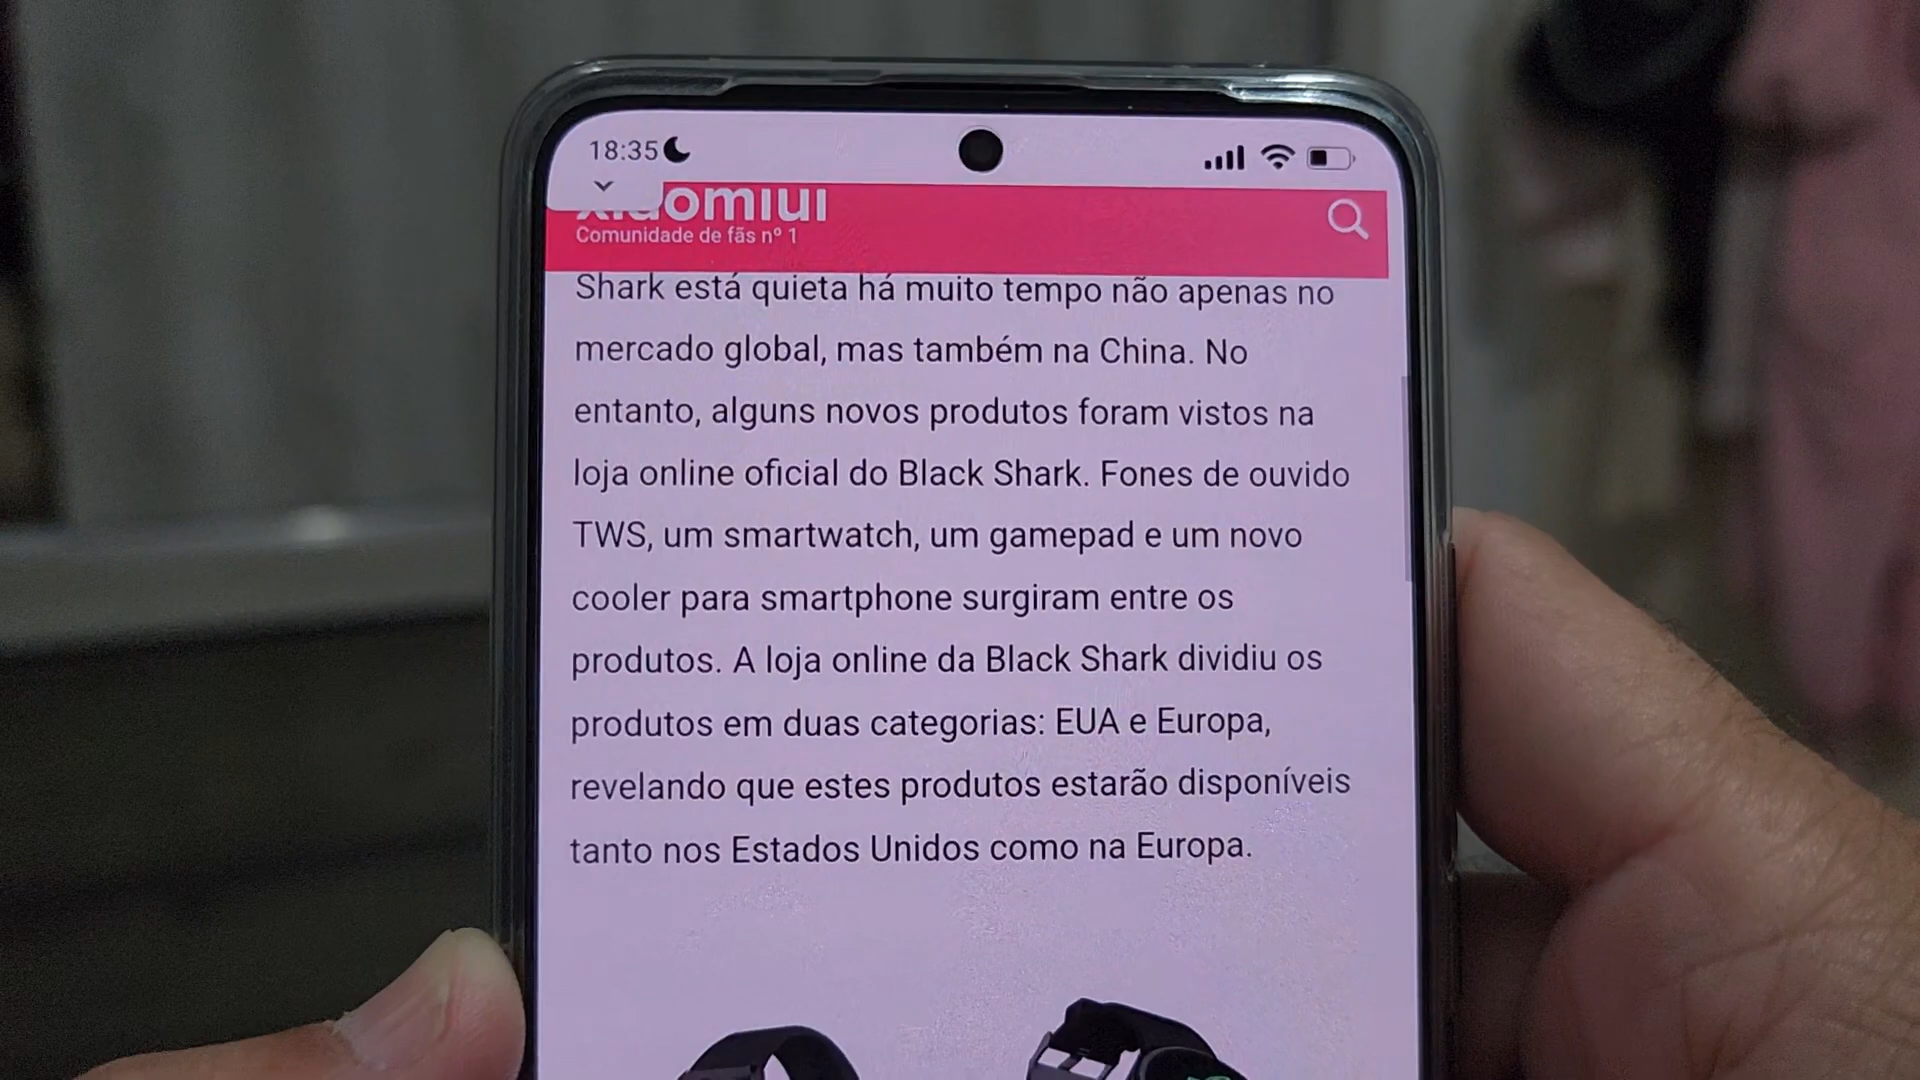 18:35
xiaomiui
Comunidade de fãs nº 1
Shark está quieta há muito tempo não apenas no
mercado global, mas também na China. No
entanto, alguns novos produtos foram vistos na
loja online oficial do Black Shark. Fones de ouvido
TWS, um smartwatch, um gamepad e um novo
cooler para smartphone surgiram entre os
produtos. A loja online da Black Shark dividiu os
produtos em duas categorias: EUA e Europa,
revelando que estes produtos estarão disponíveis
tanto nos Estados Unidos como na Europa.